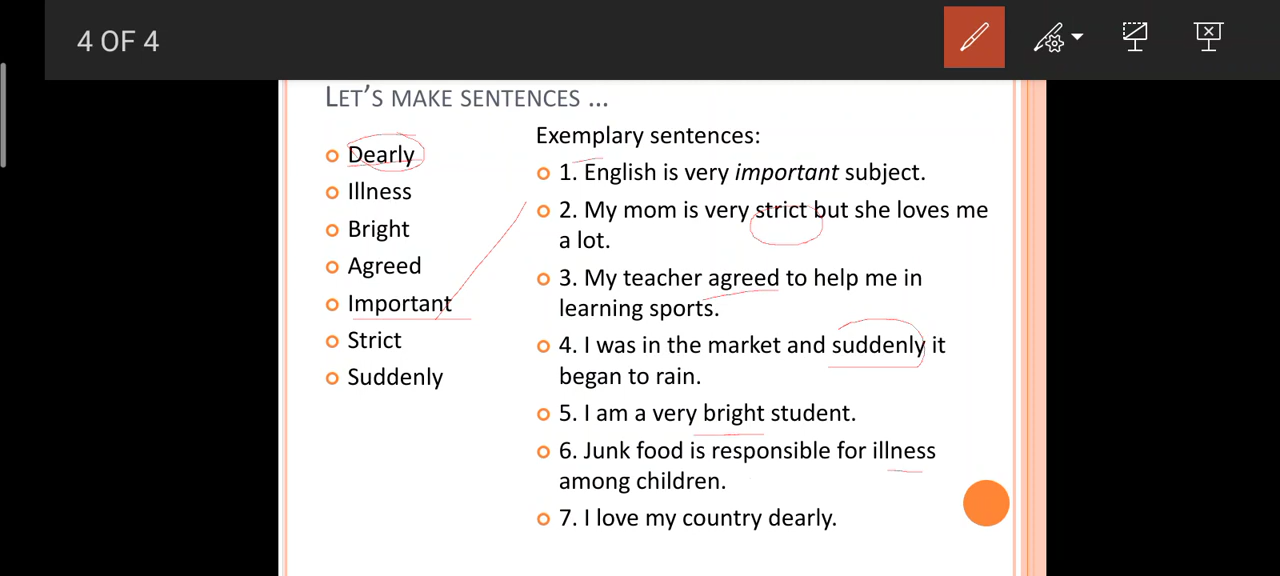 4 OF 4
LET'S MAKE SENTENCES ...
Dearly
Illness
Bright
Agreed
Important
Strict
Suddenly
Exemplary sentences:
1. English is very important subject.
2. My mom is very strict but she loves me
a lot.
3. My teacher agreed to help me in
learning sports.
4. I was in the market and suddenly it
began to rain.
5. I am a very bright student.
6. Junk food is responsible for illness
among children.
7. I love my country dearly.